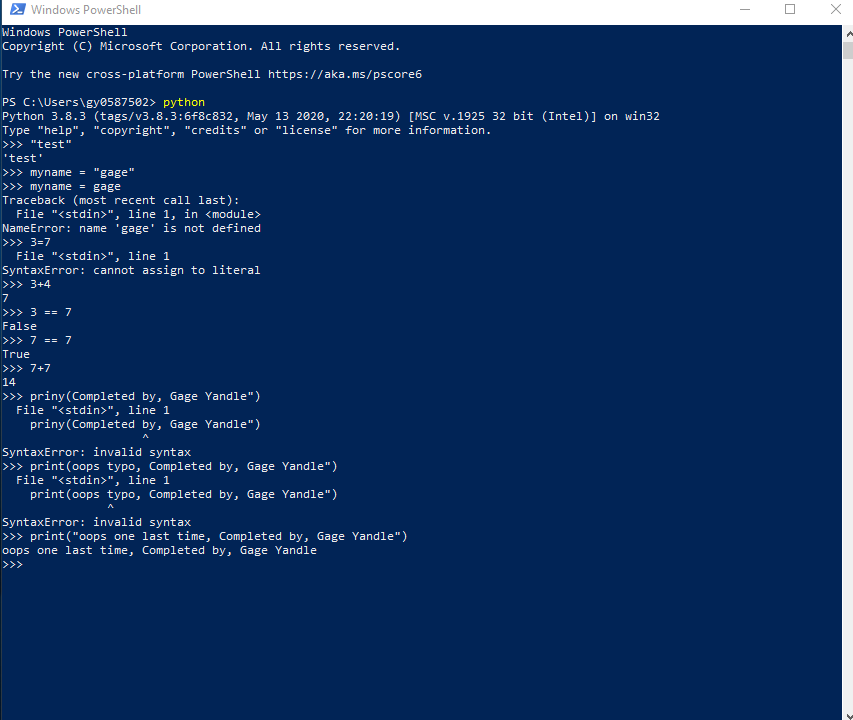 Windows PowerShell
Windows PowerShell
Copyright (C) Microsoft Corporation. All rights reserved.
Try the new cross-platform PowerShell https://aka.ms/pscore6
PS C:\Users\gy0587502> python
Python 3.8.3 (tags/v3.8.3:6f8c832, May 13 2020, 22:20:19) [MSC v.1925 32 bit (Intel)] on win32
Type "help", "copyright", "credits" or "license" for more information.
>>> "test"
'test'
>>> myname = "gage"
>>> myname = gage
Traceback (most recent call last):
  File "<stdin>", line 1, in <module>
NameError: name 'gage' is not defined
>>> 3=7
  File "<stdin>", line 1
SyntaxError: cannot assign to literal
>>> 3+4
7
>>> 3 == 7
False
>>> 7 == 7
True
>>> 7+7
14
>>> priny(Completed by, Gage Yandle")
  File "<stdin>", line 1
    priny(Completed by, Gage Yandle")
                    ^
SyntaxError: invalid syntax
>>> print(oops typo, Completed by, Gage Yandle")
  File "<stdin>", line 1
    print(oops typo, Completed by, Gage Yandle")
               ^
SyntaxError: invalid syntax
>>> print("oops one last time, Completed by, Gage Yandle")
oops one last time, Completed by, Gage Yandle
>>>